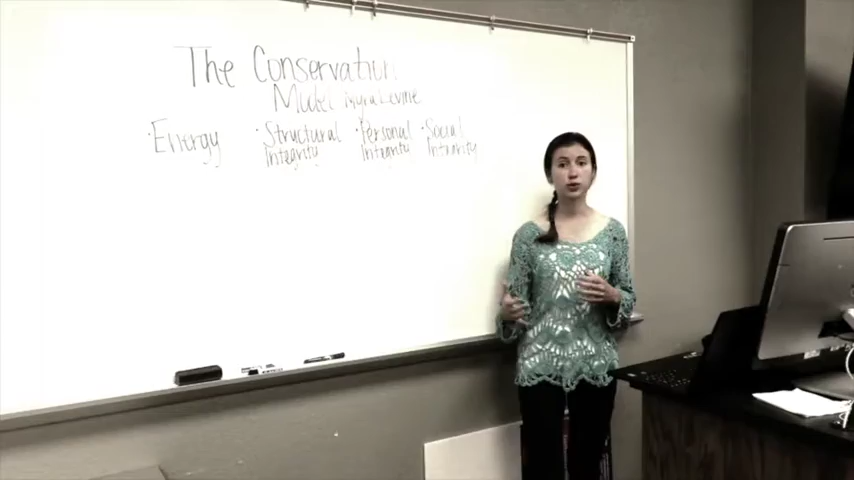 The Conservation
Model Myra Levine
· Energy · Structural · Personal · Social
Integrity Integrity Integrity